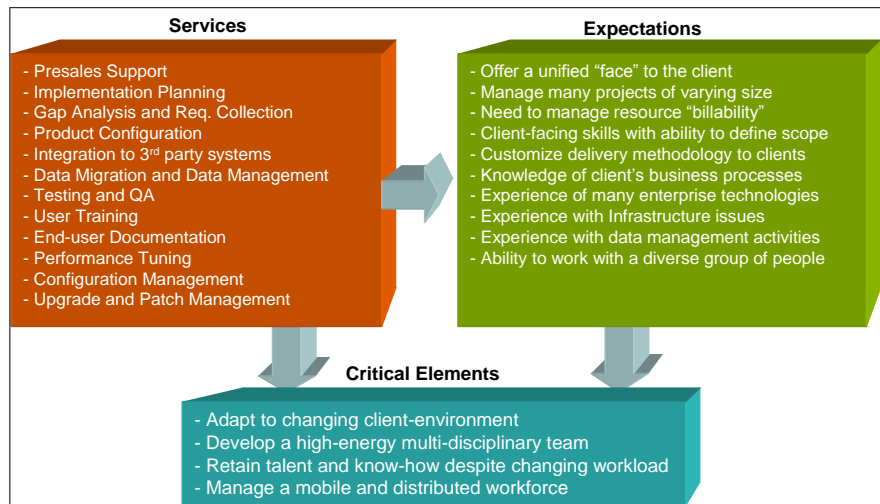 Services
- Presales Support
- Implementation Planning
- Gap Analysis and Req. Collection
- Product Configuration
- Integration to 3rd party systems
- Data Migration and Data Management
- Testing and QA
- User Training
- End-user Documentation
- Performance Tuning
- Configuration Management
- Upgrade and Patch Management
Expectations
- Offer a unified “face” to the client
- Manage many projects of varying size
- Need to manage resource “billability”
- Client-facing skills with ability to define scope
- Customize delivery methodology to clients
- Knowledge of client’s business processes
- Experience of many enterprise technologies
- Experience with Infrastructure issues
- Experience with data management activities
- Ability to work with a diverse group of people
Critical Elements
- Adapt to changing client-environment
- Develop a high-energy multi-disciplinary team
- Retain talent and know-how despite changing workload
- Manage a mobile and distributed workforce